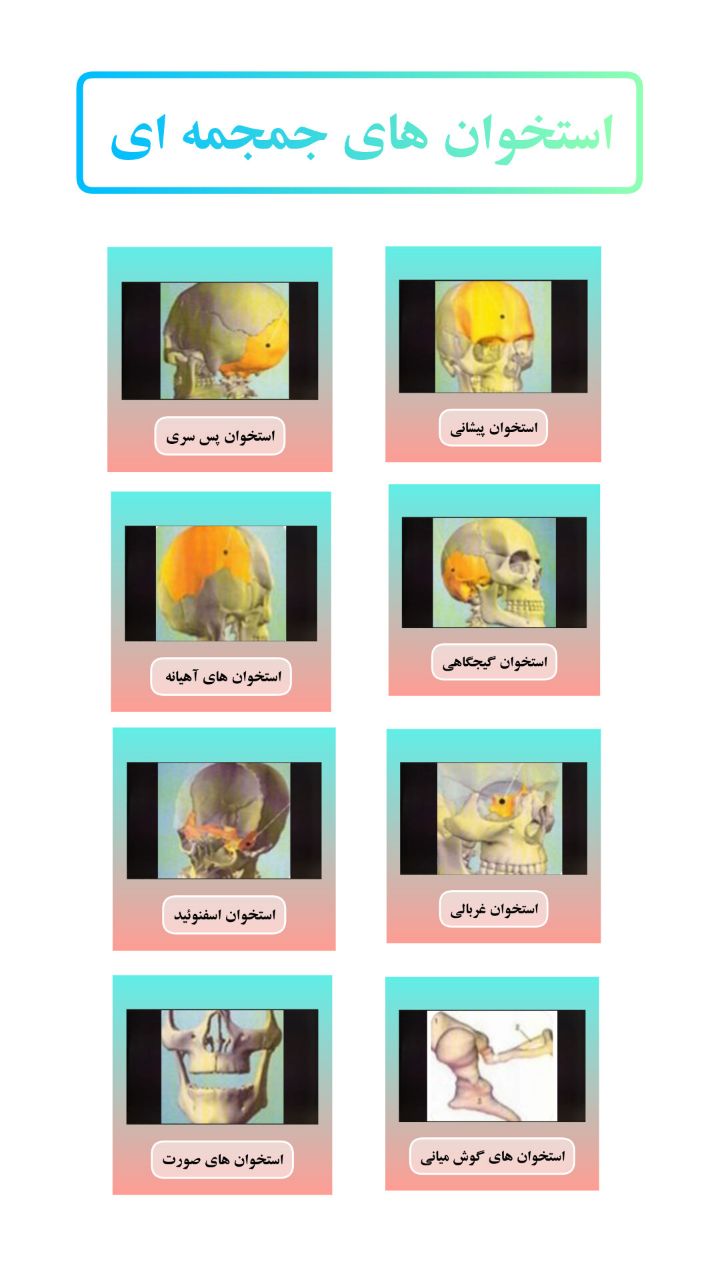 استخوان های جمجمه ای
استخوان پیشانی
استخوان پس سری
استخوان گیجگاهی
استخوان های آهیانه
استخوان غربالی
استخوان اسفنوئید
استخوان های گوش میانی
استخوان های صورت